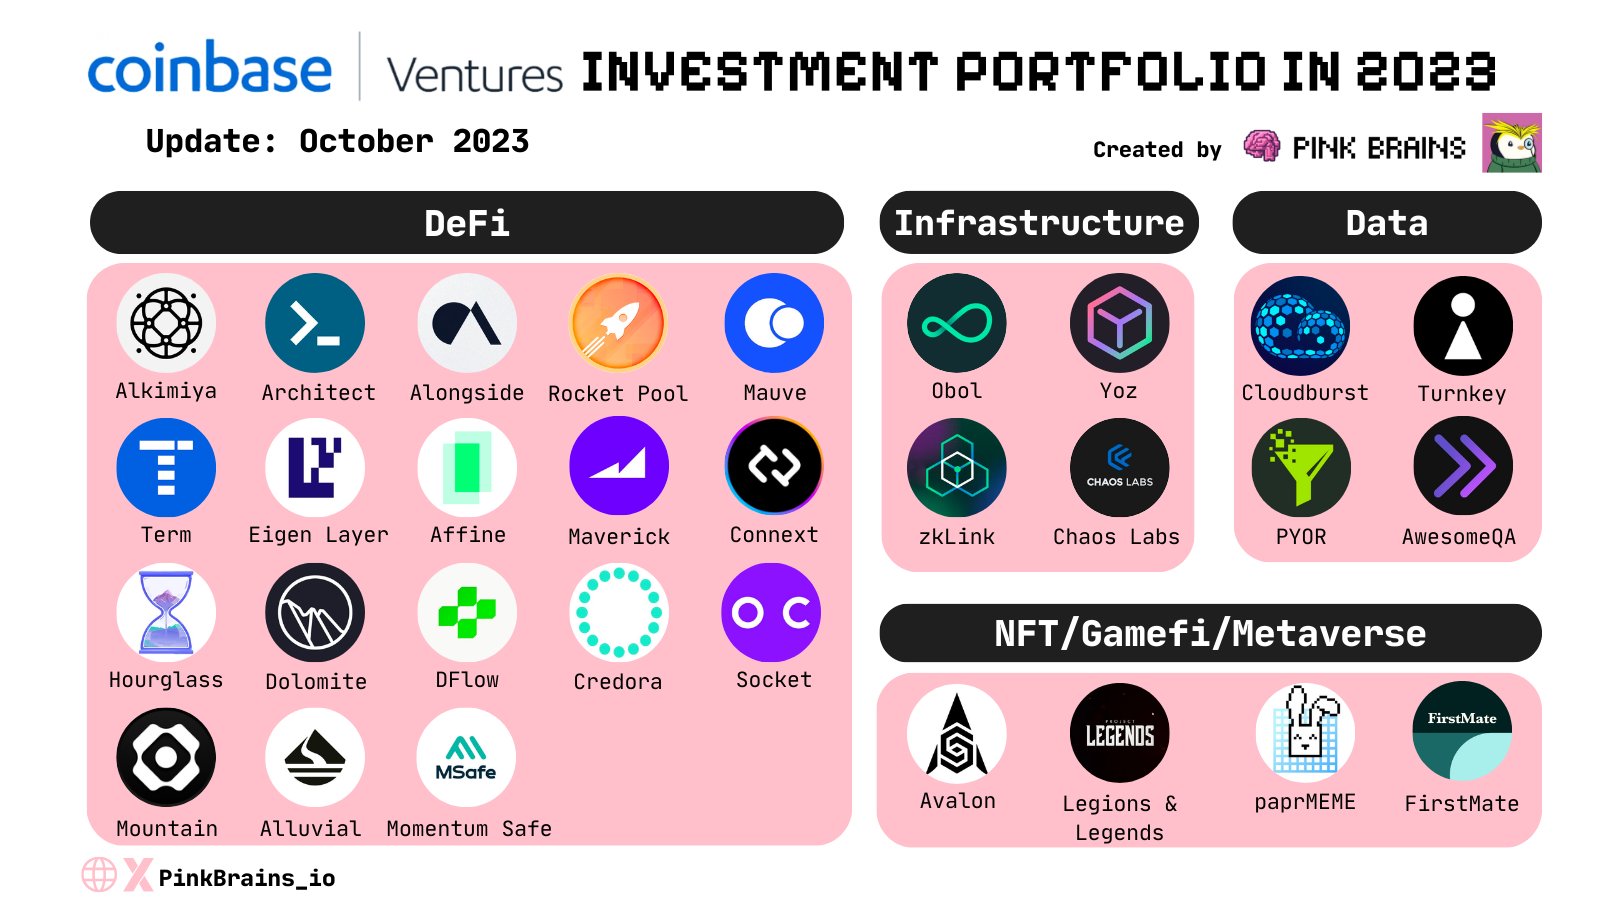 coinbase | Ventures INVESTMENT PORTFOLIO IN 2023
Update: October 2023
Created by PINK BRAINS
DeFi
Alkimiya
Architect
Alongside
Rocket Pool
Mauve
Term
Eigen Layer
Affine
Maverick
Connext
Hourglass
Dolomite
DFlow
Credora
O C
Socket
Mountain
Alluvial
MSafe
Momentum Safe
Infrastructure
Obol
Yoz
zkLink
CHAOS LABS
Chaos Labs
Data
Cloudburst
Turnkey
PYOR
AwesomeQA
NFT/Gamefi/Metaverse
Avalon
PROJECT
LEGENDS
Legions &
Legends
paprMEME
FirstMate
FirstMate
PinkBrains_io